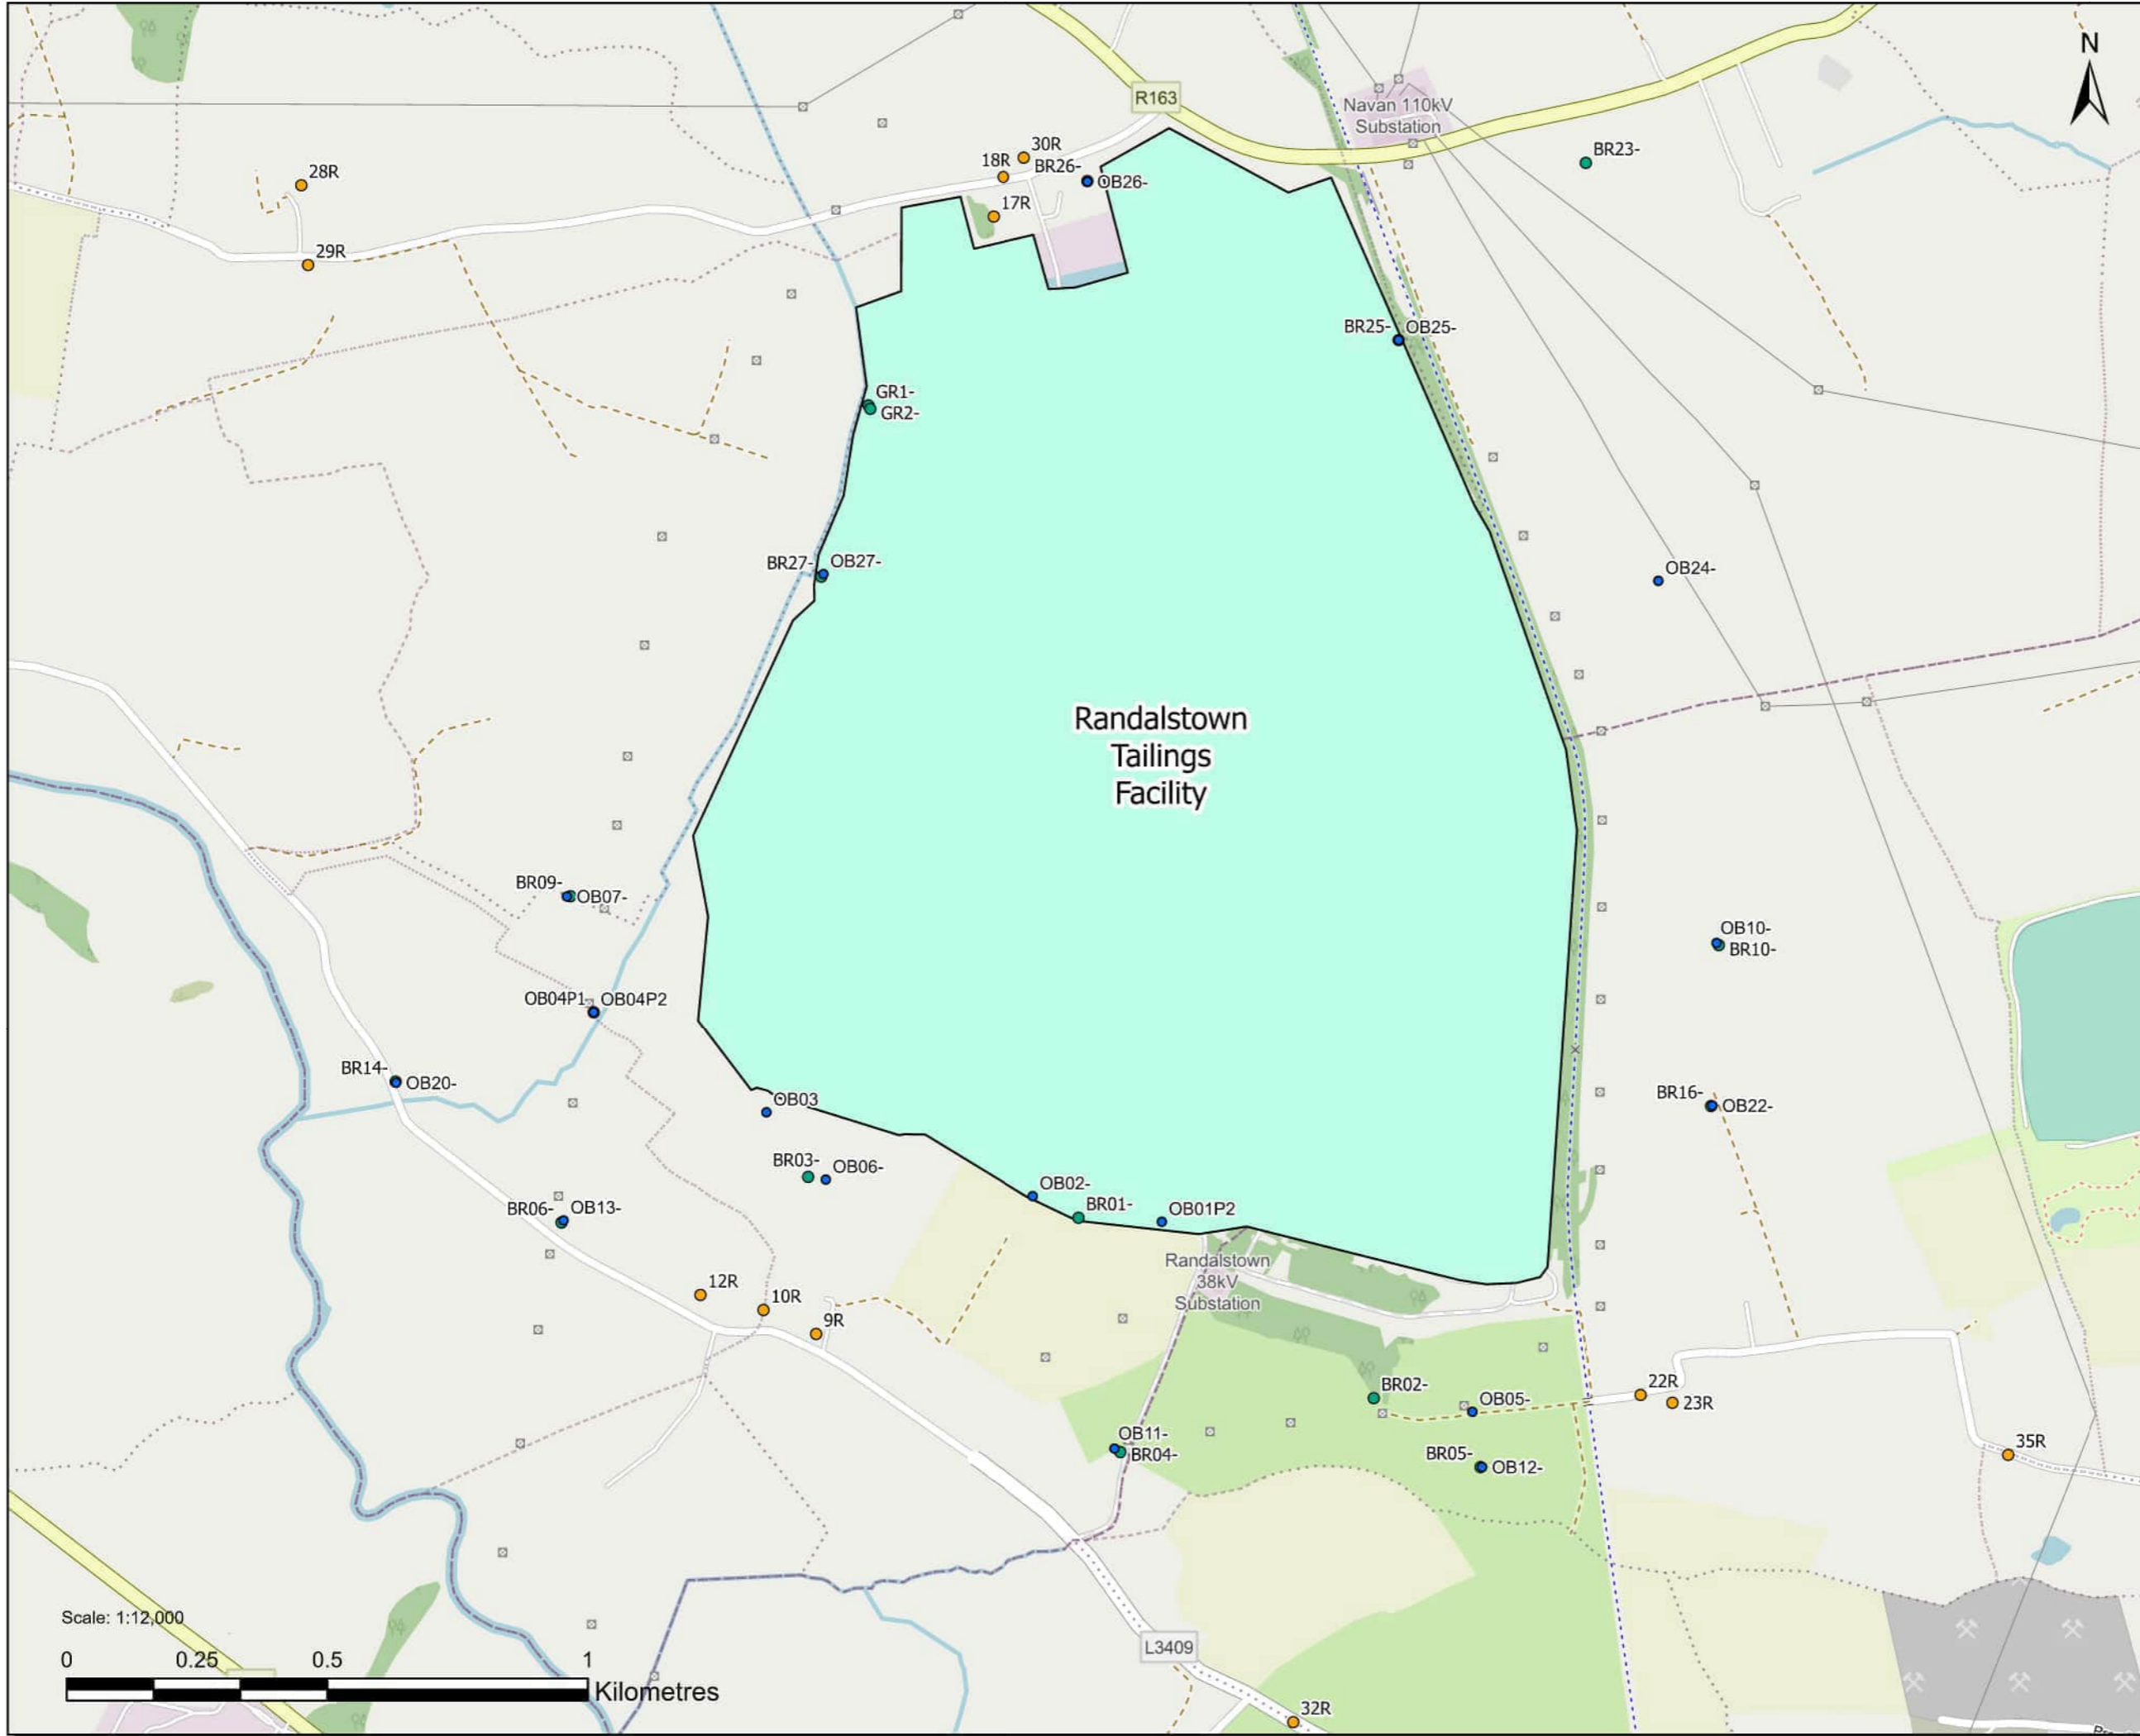 N
R163
Navan 110kV
Substation
30R
18R
BR26-
OB26-
BR23-
28R
17R
29R
BR25-
OB25-
GR1-
GR2-
BR27-
OB27-
OB24-
Randalstown
Tailings
Facility
BR09-
OB07-
OB10-
BR10-
OB04P1
OB04P2
BR14-
OB20-
OB03
BR16-
OB22-
BR03-
OB06-
OB02-
BR01-
OB01P2
BR06-
OB13-
Randalstown
38kV
Substation
12R
10R
9R
BR02-
OB05-
22R
23R
OB11-
BR04-
BR05-
OB12-
35R
Scale: 1:12,000
0 0.25 0.5 1
Kilometres
L3409
32R